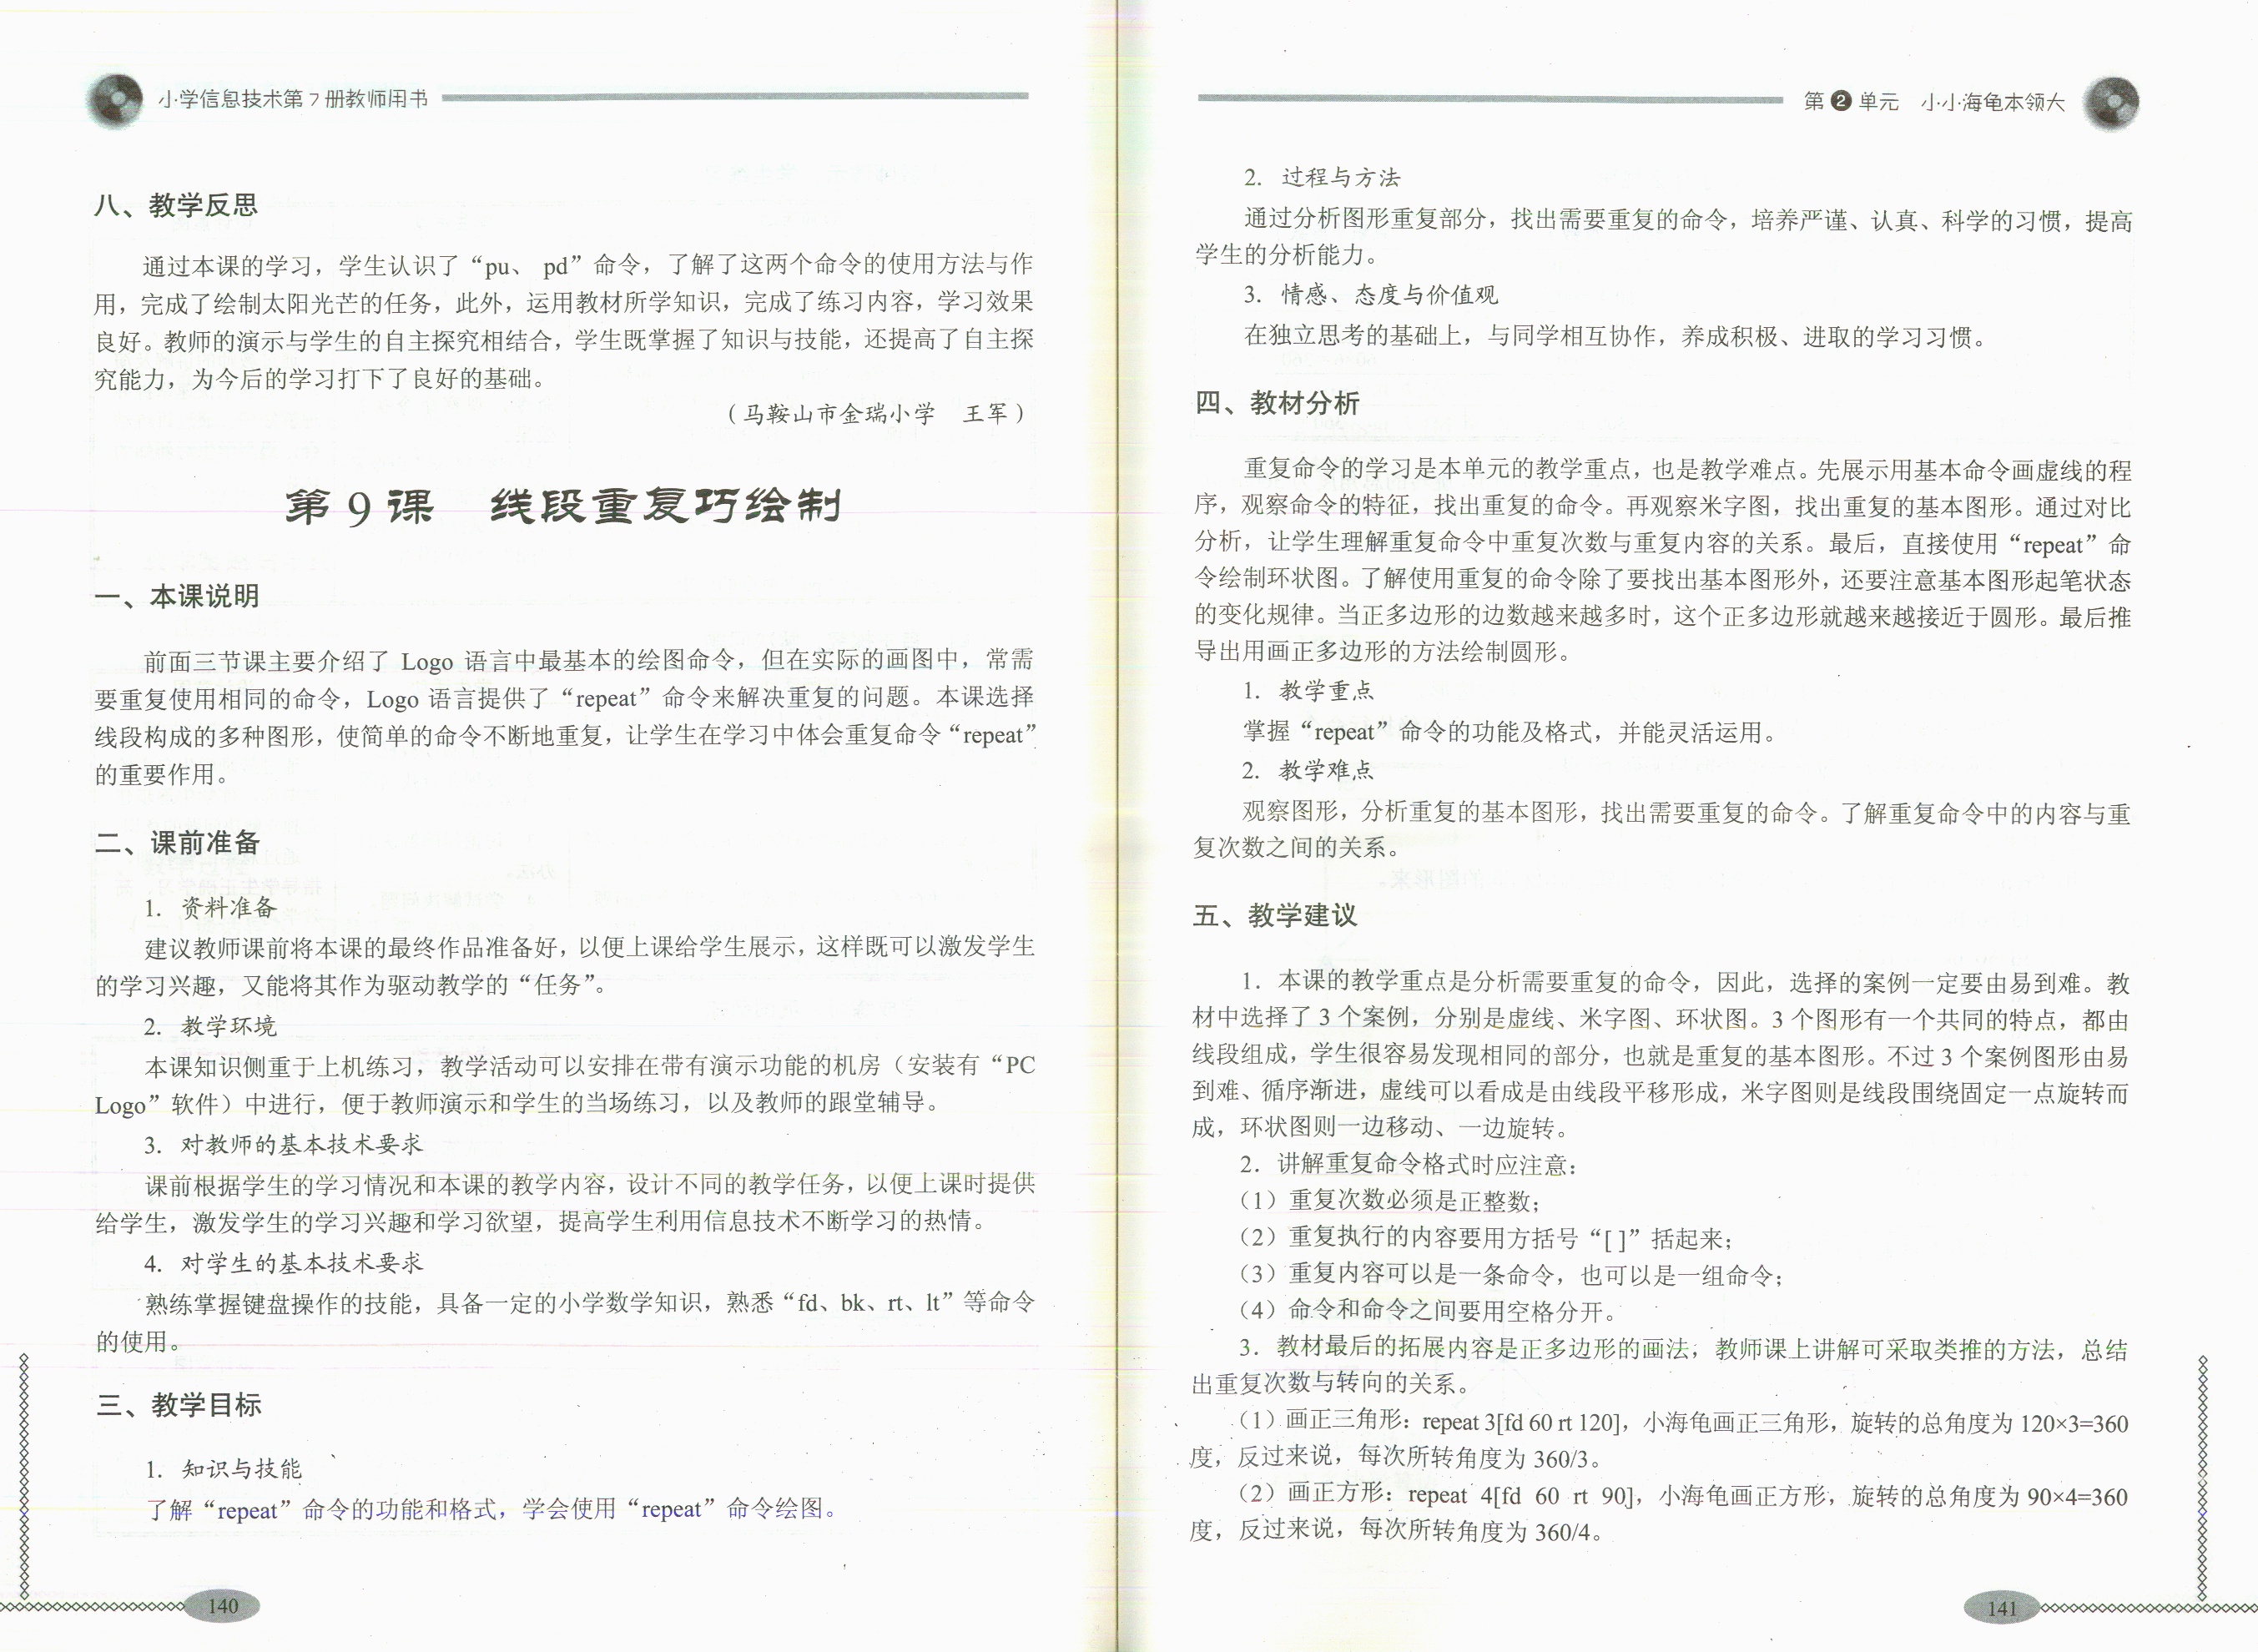 小学信息技术第7册教师用书
八、教学反思
通过本课的学习，学生认识了“pu、 pd”命令，了解了这两个命令的使用方法与作
用，完成了绘制太阳光芒的任务，此外，运用教材所学知识，完成了练习内容，学习效果
良好。教师的演示与学生的自主探究相结合，学生既掌握了知识与技能，还提高了自主探
究能力，为今后的学习打下了良好的基础。
（马鞍山市金瑞小学 王军）
第9课 线段重复巧绘制
一、本课说明
前面三节课主要介绍了 Logo 语言中最基本的绘图命令，但在实际的画图中，常需
要重复使用相同的命令，Logo 语言提供了“repeat”命令来解决重复的问题。本课选择
线段构成的多种图形，使简单的命令不断地重复，让学生在学习中体会重复命令“repeat”
的重要作用。
二、课前准备
1. 资料准备
建议教师课前将本课的最终作品准备好，以便上课给学生展示，这样既可以激发学生
的学习兴趣，又能将其作为驱动教学的“任务”。
2. 教学环境
本课知识侧重于上机练习，教学活动可以安排在带有演示功能的机房（安装有“PC
Logo”软件）中进行，便于教师演示和学生的当场练习，以及教师的跟堂辅导。
3. 对教师的基本技术要求
课前根据学生的学习情况和本课的教学内容，设计不同的教学任务，以便上课时提供
给学生，激发学生的学习兴趣和学习欲望，提高学生利用信息技术不断学习的热情。
4. 对学生的基本技术要求
熟练掌握键盘操作的技能，具备一定的小学数学知识，熟悉“fd、bk、rt、lt”等命令
的使用。
三、教学目标
1. 知识与技能
了解“repeat”命令的功能和格式，学会使用“repeat”命令绘图。
140
第2单元 小小海龟本领大
2. 过程与方法
通过分析图形重复部分，找出需要重复的命令，培养严谨、认真、科学的习惯，提高
学生的分析能力。
3. 情感、态度与价值观
在独立思考的基础上，与同学相互协作，养成积极、进取的学习习惯。
四、教材分析
重复命令的学习是本单元的教学重点，也是教学难点。先展示用基本命令画虚线的程
序，观察命令的特征，找出重复的命令。再观察米字图，找出重复的基本图形。通过对比
分析，让学生理解重复命令中重复次数与重复内容的关系。最后，直接使用“repeat”命
令绘制环状图。了解使用重复的命令除了要找出基本图形外，还要注意基本图形起笔状态
的变化规律。当正多边形的边数越来越多时，这个正多边形就越来越接近于圆形。最后推
导出用画正多边形的方法绘制圆形。
1. 教学重点
掌握“repeat”命令的功能及格式，并能灵活运用。
2. 教学难点
观察图形，分析重复的基本图形，找出需要重复的命令。了解重复命令中的内容与重
复次数之间的关系。
五、教学建议
1. 本课的教学重点是分析需要重复的命令，因此，选择的案例一定要由易到难。教
材中选择了 3 个案例，分别是虚线、米字图、环状图。3 个图形有一个共同的特点，都由
线段组成，学生很容易发现相同的部分，也就是重复的基本图形。不过 3 个案例图形由易
到难、循序渐进，虚线可以看成是由线段平移形成，米字图则是线段围绕固定一点旋转而
成，环状图则一边移动、一边旋转。
2. 讲解重复命令格式时应注意：
（1）重复次数必须是正整数；
（2）重复执行的内容要用方括号“[ ]”括起来；
（3）重复内容可以是一条命令，也可以是一组命令；
（4）命令和命令之间要用空格分开。
3. 教材最后的拓展内容是正多边形的画法，教师课上讲解可采取类推的方法，总结
出重复次数与转向的关系。
（1）画正三角形：repeat 3[fd 60 rt 120]，小海龟画正三角形，旋转的总角度为 120×3=360
度，反过来说，每次所转角度为 360/3。
（2）画正方形：repeat 4[fd 60 rt 90]，小海龟画正方形，旋转的总角度为 90×4=360
度，反过来说，每次所转角度为 360/4。
141